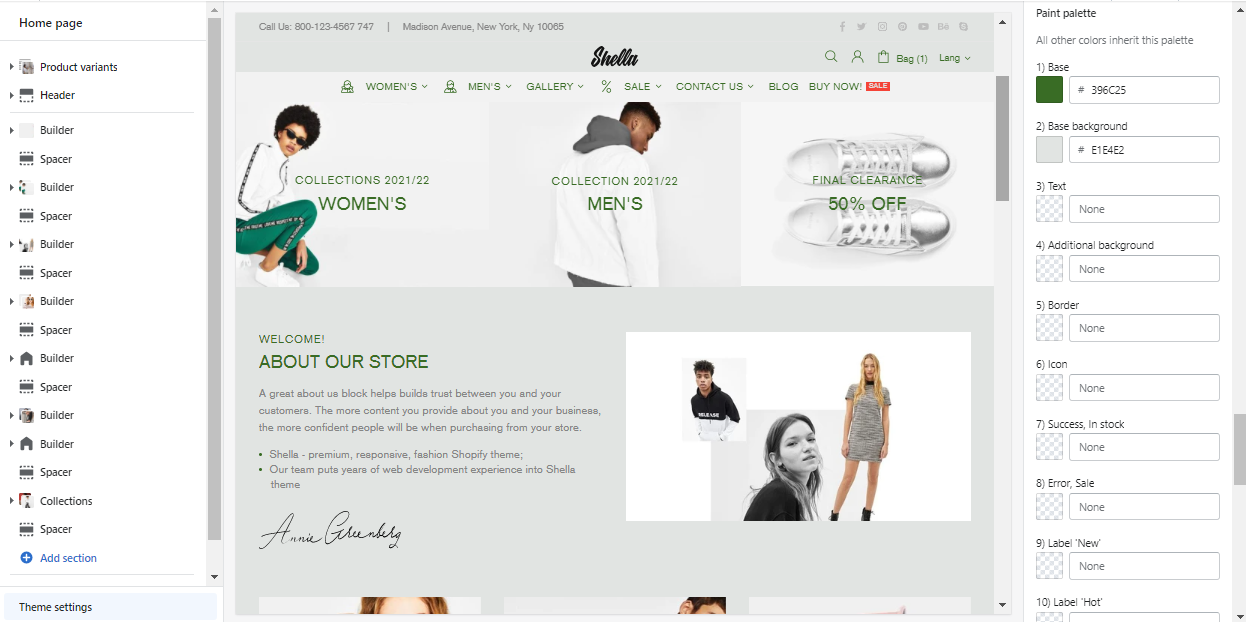 Home page
Product variants
Header
Builder
Spacer
Builder
Spacer
Builder
Spacer
Builder
Spacer
Builder
Spacer
Builder
Builder
Spacer
Collections
Spacer
Add section
Theme settings
Call Us: 800-123-4567 747 | Madison Avenue, New York, Ny 10065
Shella
Bag (1) Lang
WOMEN'S MEN'S GALLERY % SALE CONTACT US BLOG BUY NOW! SALE
COLLECTIONS 2021/22
WOMEN'S
COLLECTION 2021/22
MEN'S
FINAL CLEARANCE
50% OFF
WELCOME!
ABOUT OUR STORE
A great about us block helps builds trust between you and your
customers. The more content you provide about you and your business,
the more confident people will be when purchasing from your store.
• Shella - premium, responsive, fashion Shopify theme;
• Our team puts years of web development experience into Shella
theme
Annie Greenberg
RELEASE
Paint palette
All other colors inherit this palette
1) Base
# 396C25
2) Base background
# E1E4E2
3) Text
None
4) Additional background
None
5) Border
None
6) Icon
None
7) Success, In stock
None
8) Error, Sale
None
9) Label 'New'
None
10) Label 'Hot'